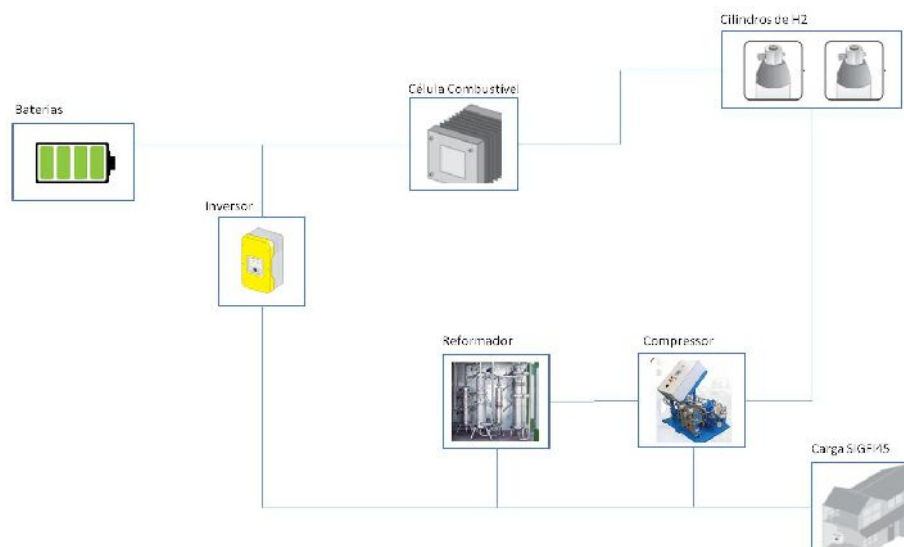 Cilindros de H2
Célula Combustível
Baterias
Inversor
Reformador
Compressor
Carga SIGFI45